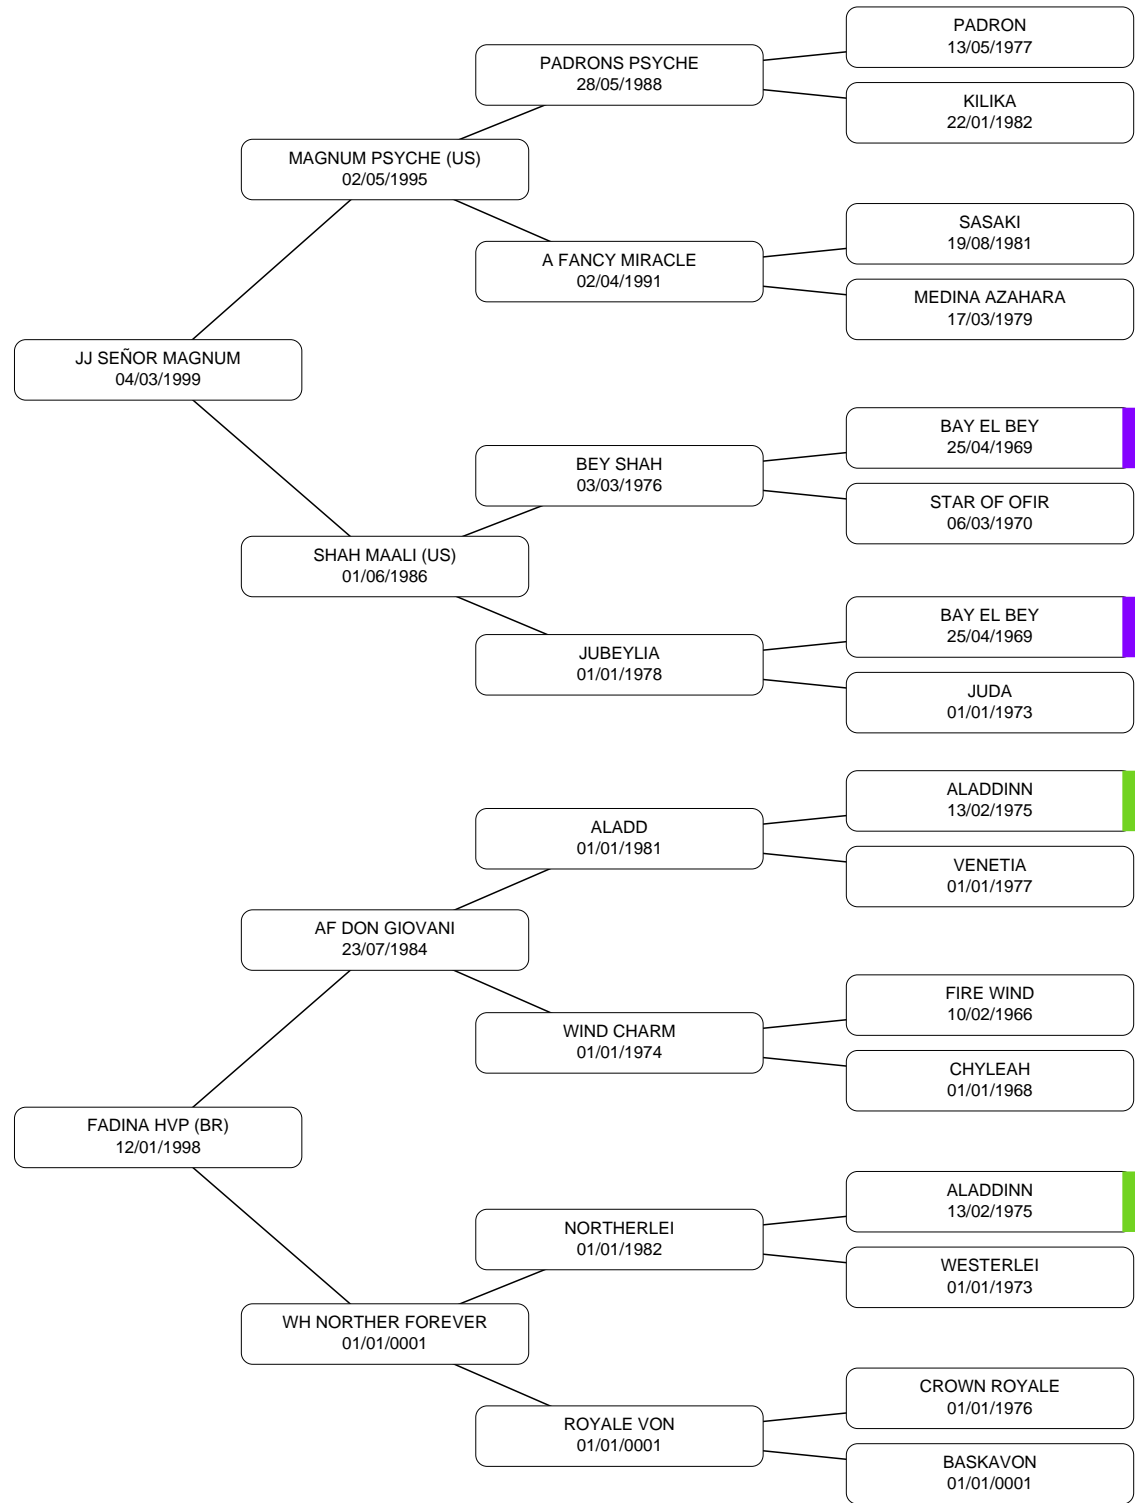 PADRON
13/05/1977
PADRONS PSYCHE
28/05/1988
KILIKA
22/01/1982
MAGNUM PSYCHE (US)
02/05/1995
SASAKI
19/08/1981
A FANCY MIRACLE
02/04/1991
MEDINA AZAHARA
17/03/1979
JJ SEÑOR MAGNUM
04/03/1999
BAY EL BEY
25/04/1969
BEY SHAH
03/03/1976
STAR OF OFIR
06/03/1970
SHAH MAALI (US)
01/06/1986
BAY EL BEY
25/04/1969
JUBEYLIA
01/01/1978
JUDA
01/01/1973
ALADDINN
13/02/1975
ALADD
01/01/1981
VENETIA
01/01/1977
AF DON GIOVANI
23/07/1984
FIRE WIND
10/02/1966
WIND CHARM
01/01/1974
CHYLEAH
01/01/1968
FADINA HVP (BR)
12/01/1998
ALADDINN
13/02/1975
NORTHERLEI
01/01/1982
WESTERLEI
01/01/1973
WH NORTHER FOREVER
01/01/0001
CROWN ROYALE
01/01/1976
ROYALE VON
01/01/0001
BASKAVON
01/01/0001